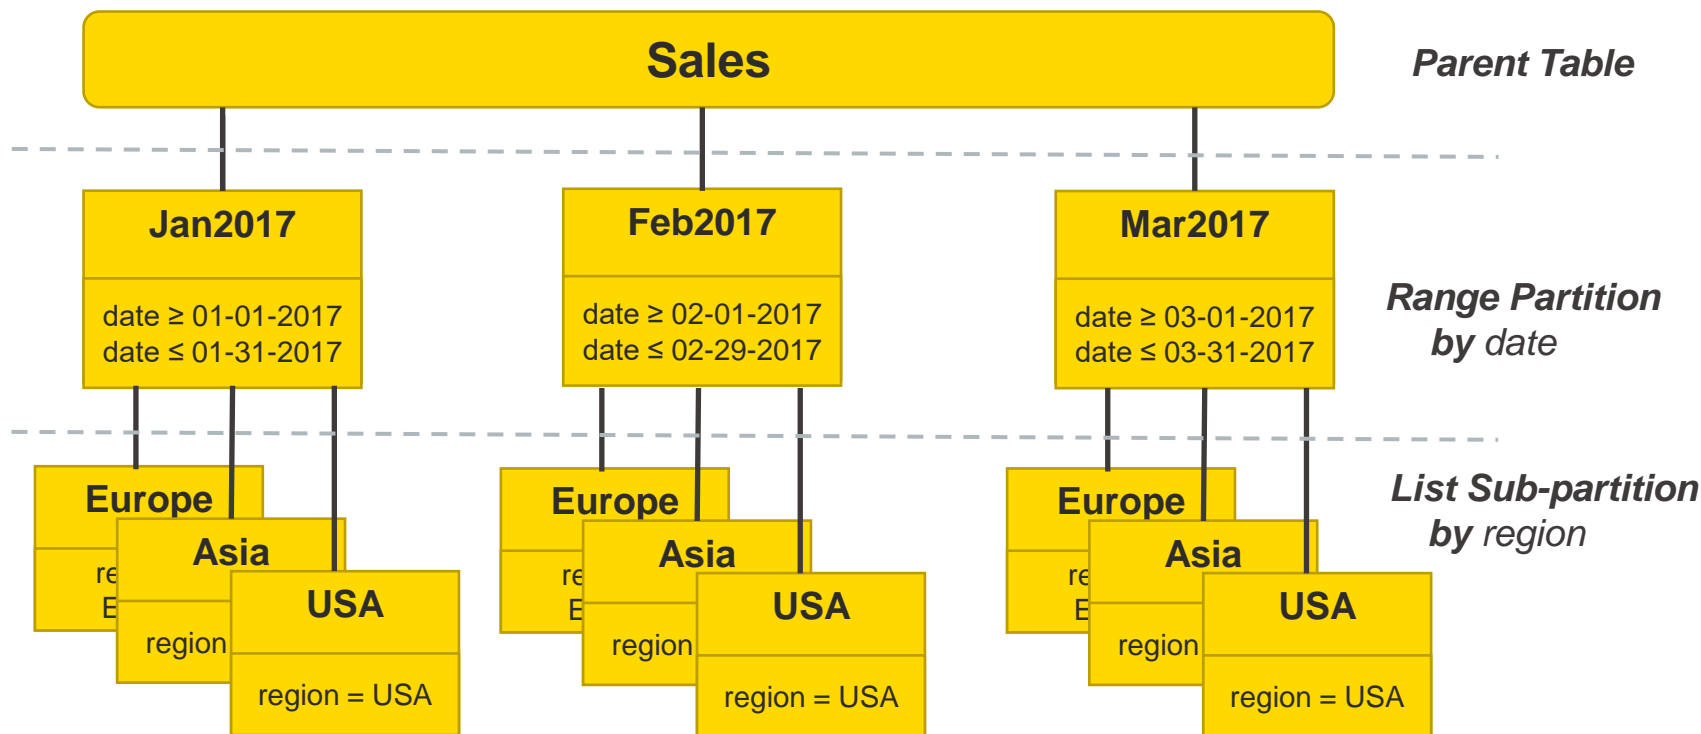 Sales
Parent Table
Jan2017
date ≥ 01-01-2017
date ≤ 01-31-2017
Feb2017
date ≥ 02-01-2017
date ≤ 02-29-2017
Mar2017
date ≥ 03-01-2017
date ≤ 03-31-2017
Range Partition
by date
Europe
Asia
region
USA
region = USA
Europe
Asia
region
USA
region = USA
Europe
Asia
region
USA
region = USA
List Sub-partition
by region